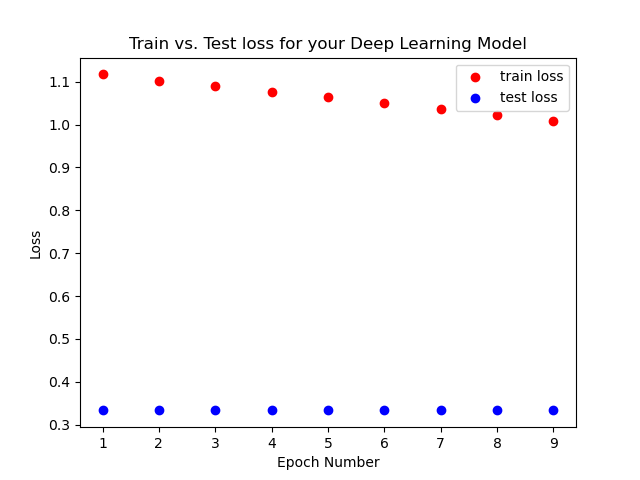 Train vs. Test loss for your Deep Learning Model
train loss
test loss
1.1
1.0
0.9
0.8
0.7
0.6
0.5
0.4
0.3
Loss
1 2 3 4 5 6 7 8 9
Epoch Number